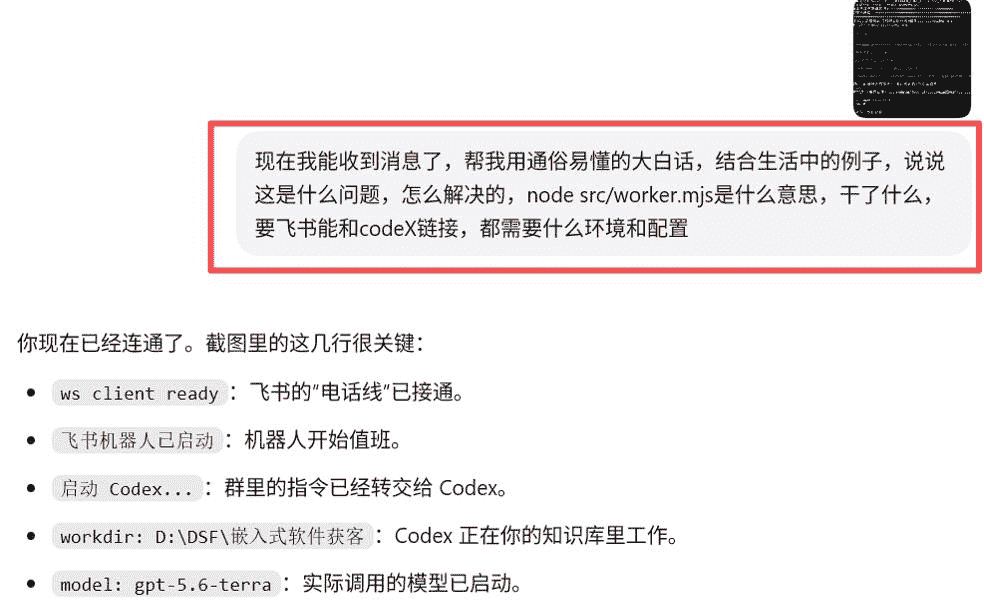 现在我能收到消息了，帮我用通俗易懂的大白话，结合生活中的例子，说说
这是什么问题，怎么解决的，node src/worker.mjs是什么意思，干了什么，
要飞书能和codeX链接，都需要什么环境和配置
你现在已经连通了。截图里的这几行很关键：
ws client ready：飞书的“电话线”已接通。
飞书机器人已启动：机器人开始值班。
启动 Codex...：群里的指令已经转交给 Codex。
workdir: D:\DSF\嵌入式软件获客：Codex 正在你的知识库里工作。
model: gpt-5.6-terra：实际调用的模型已启动。